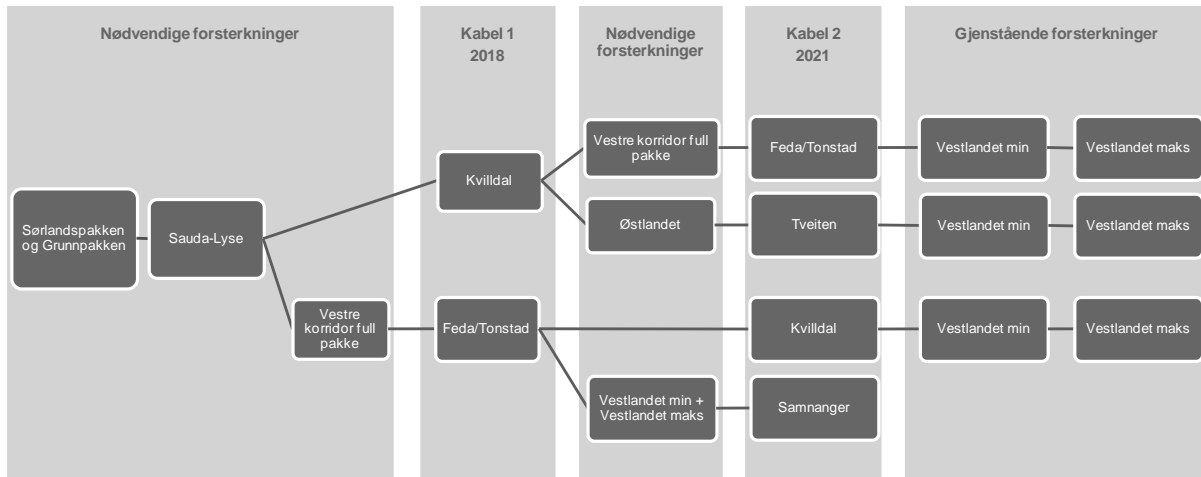 Nødvendige forsterkninger
Kabel 1
2018
Nødvendige
forsterkninger
Kabel 2
2021
Gjenstående forsterkninger
Sørlandspakken
og Grunnpakken
Sauda-Lyse
Kvilldal
Vestre korridor full
pakke
Feda/Tonstad
Vestlandet min
Vestlandet maks
Østlandet
Tveiten
Vestlandet min
Vestlandet maks
Vestre
korridor full
pakke
Feda/Tonstad
Kvilldal
Vestlandet min
Vestlandet maks
Vestlandet min +
Vestlandet maks
Samnanger